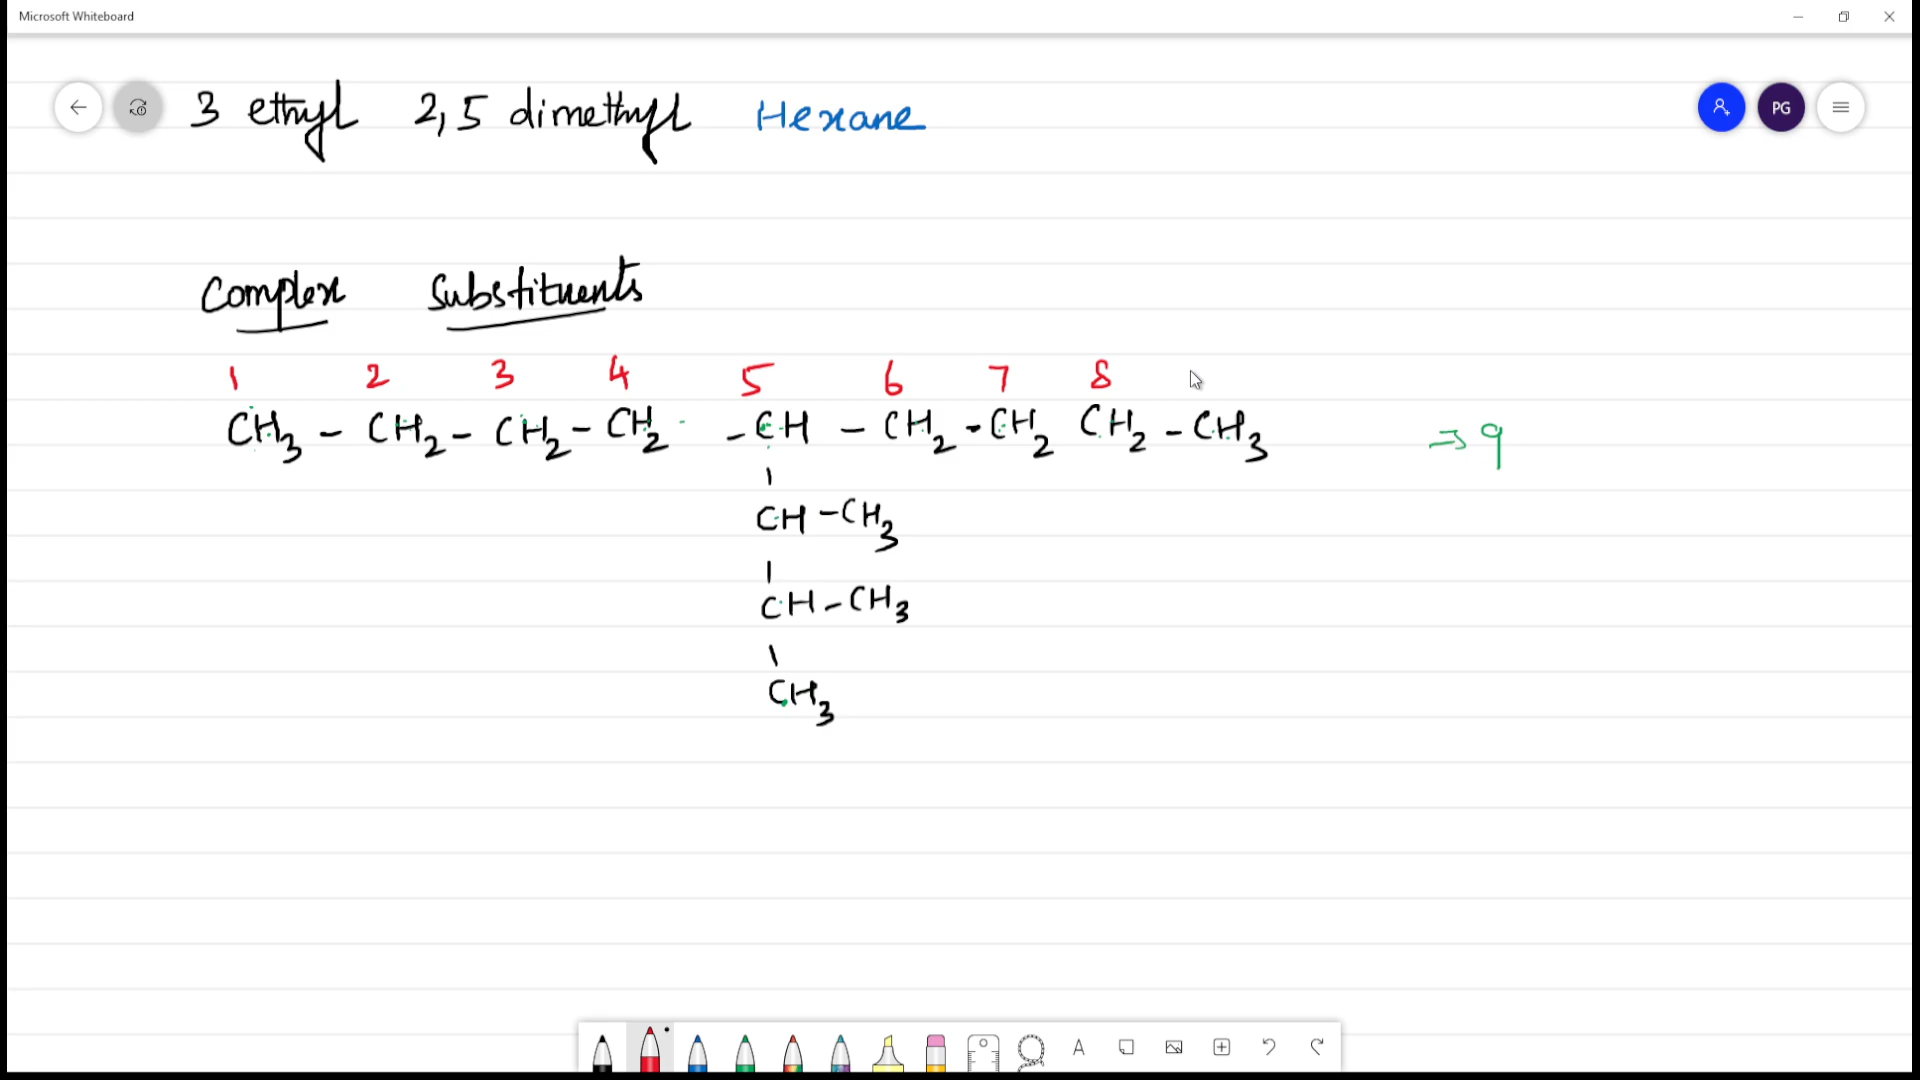 Microsoft Whiteboard
3 ethyl 2,5 dimethyl Hexane
PG
Complex Substituents
1 2 3 4 5 6 7 8
CH3 - CH2 - CH2 - CH2 - CH - CH2 - CH2 CH2 - CH3 ⇒ 9
CH - CH3
CH - CH3
CH3
A